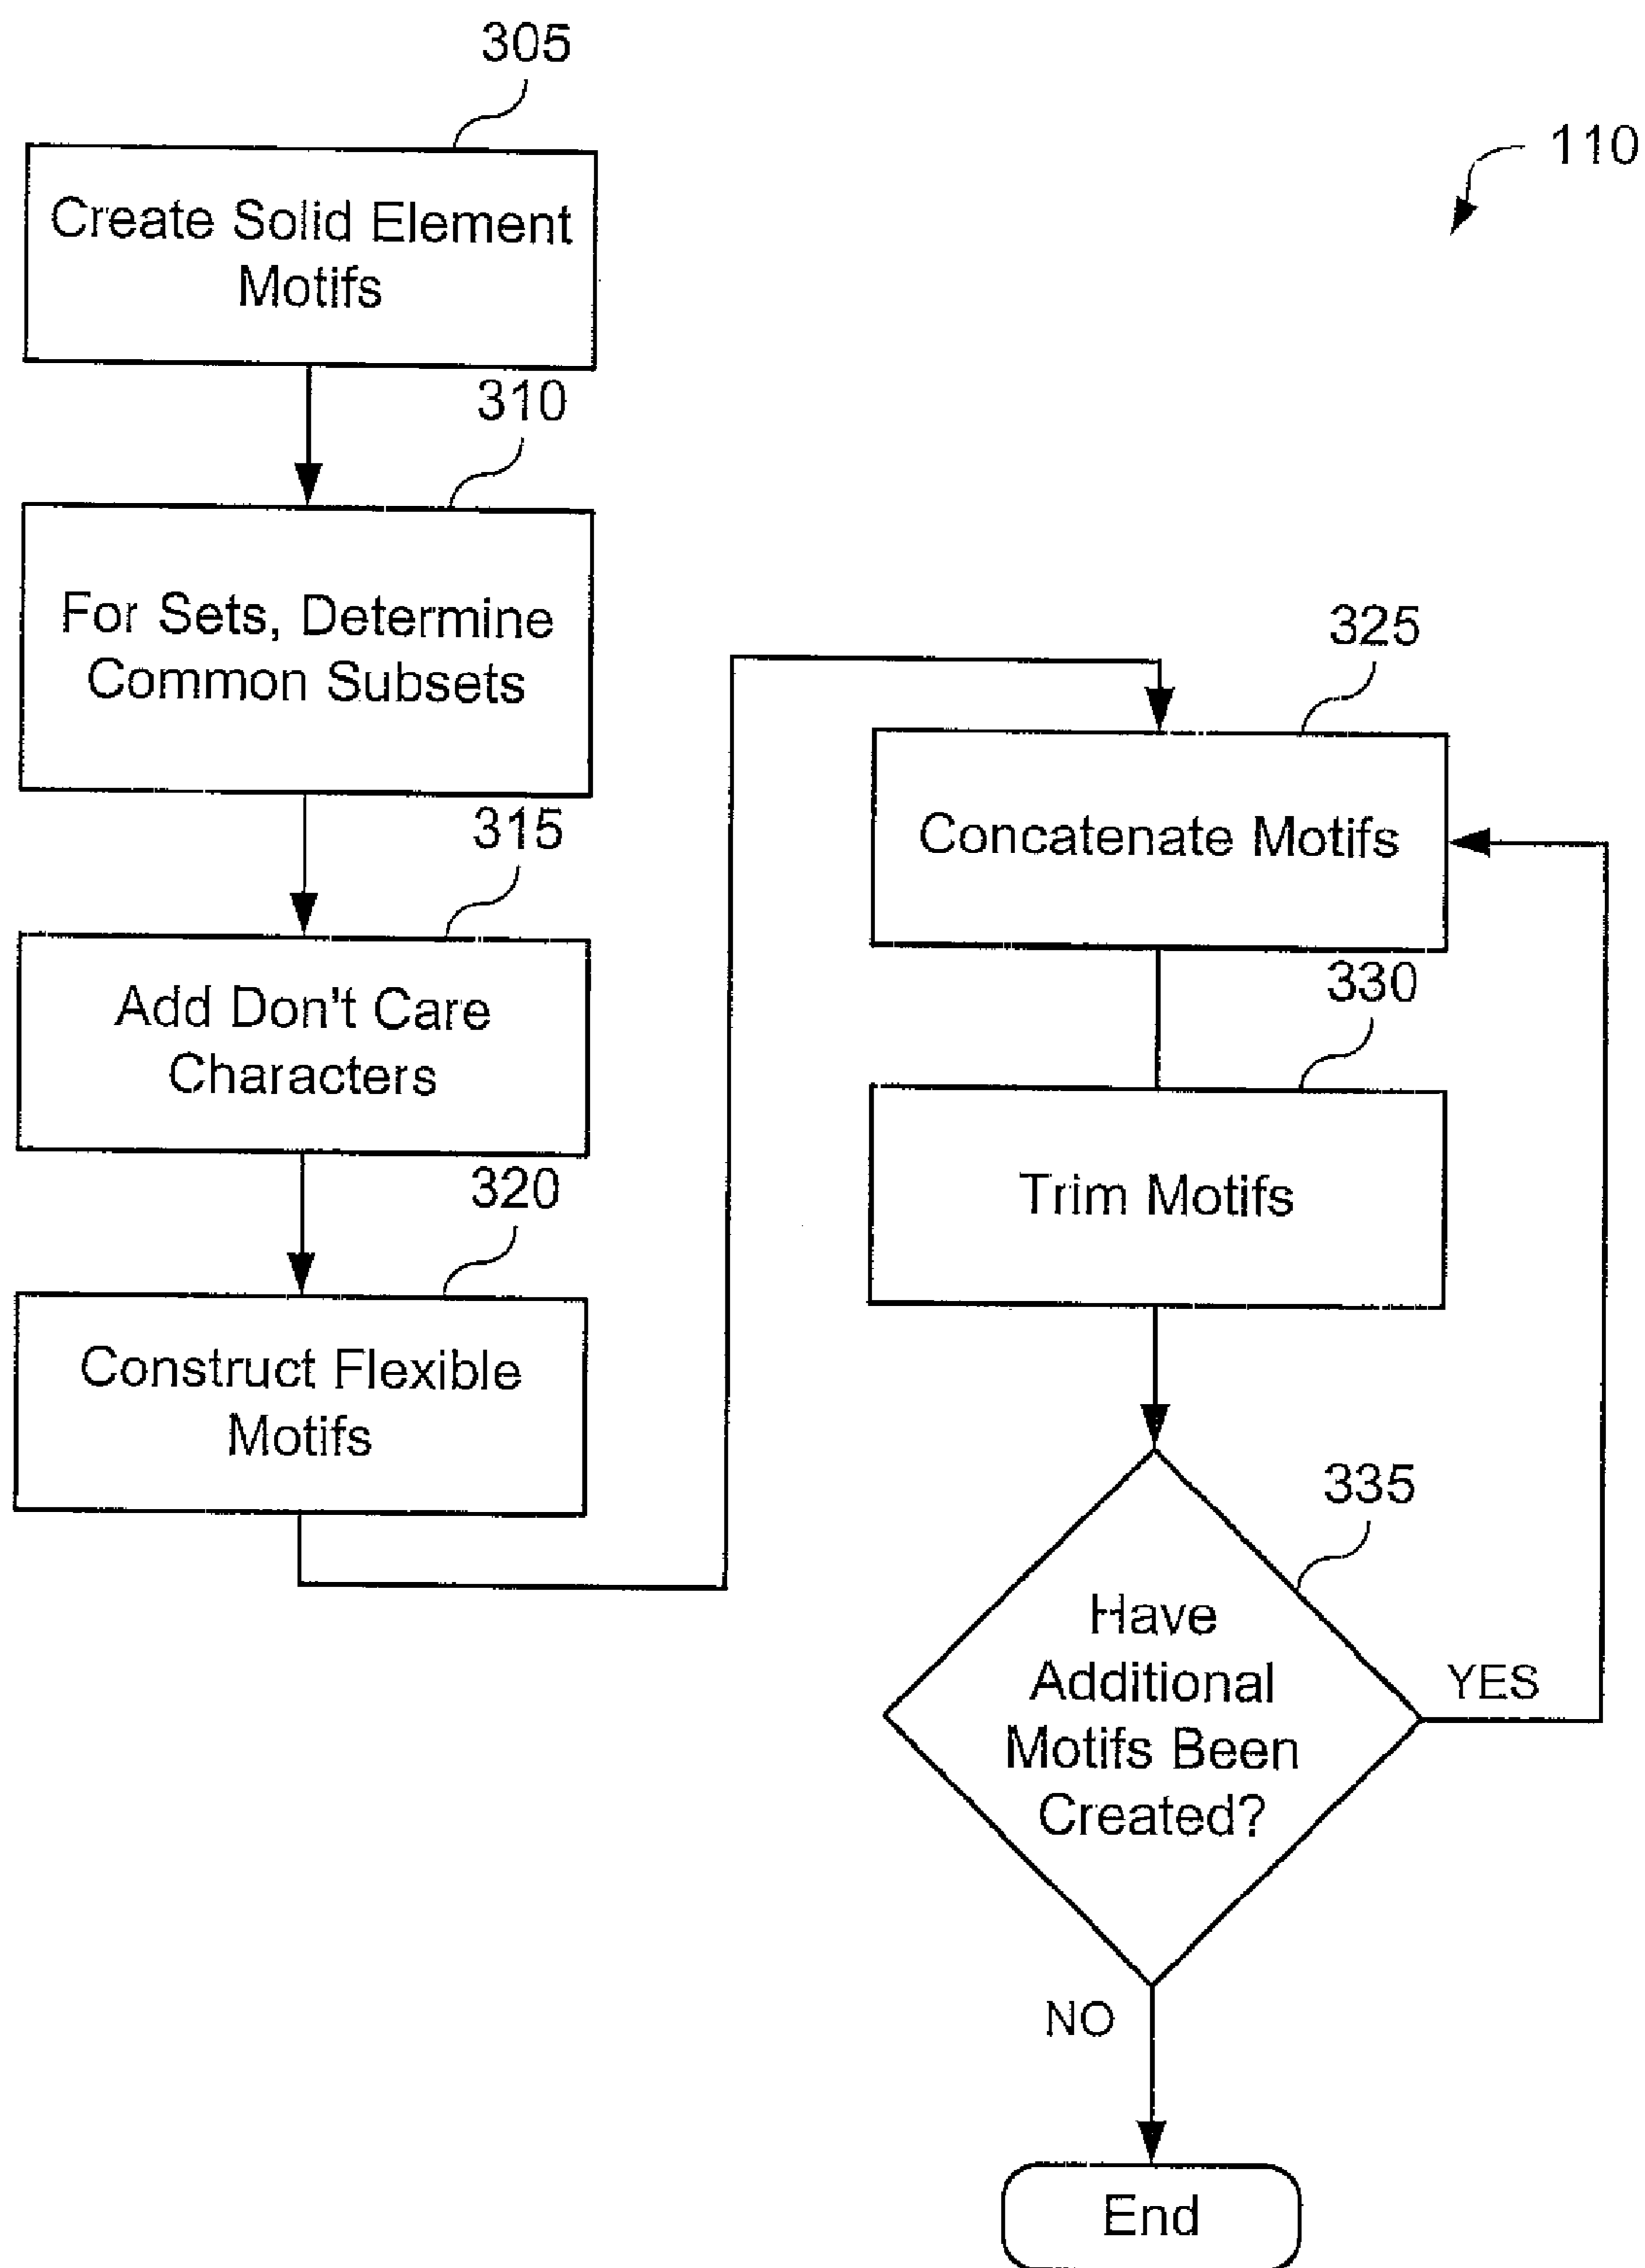 305
110
Create Solid Element
Motifs
310
For Sets, Determine
Common Subsets
315
Add Don't Care
Characters
320
Construct Flexible
Motifs
325
Concatenate Motifs
330
Trim Motifs
335
Have
Additional
Motifs Been
Created?
YES
NO
End